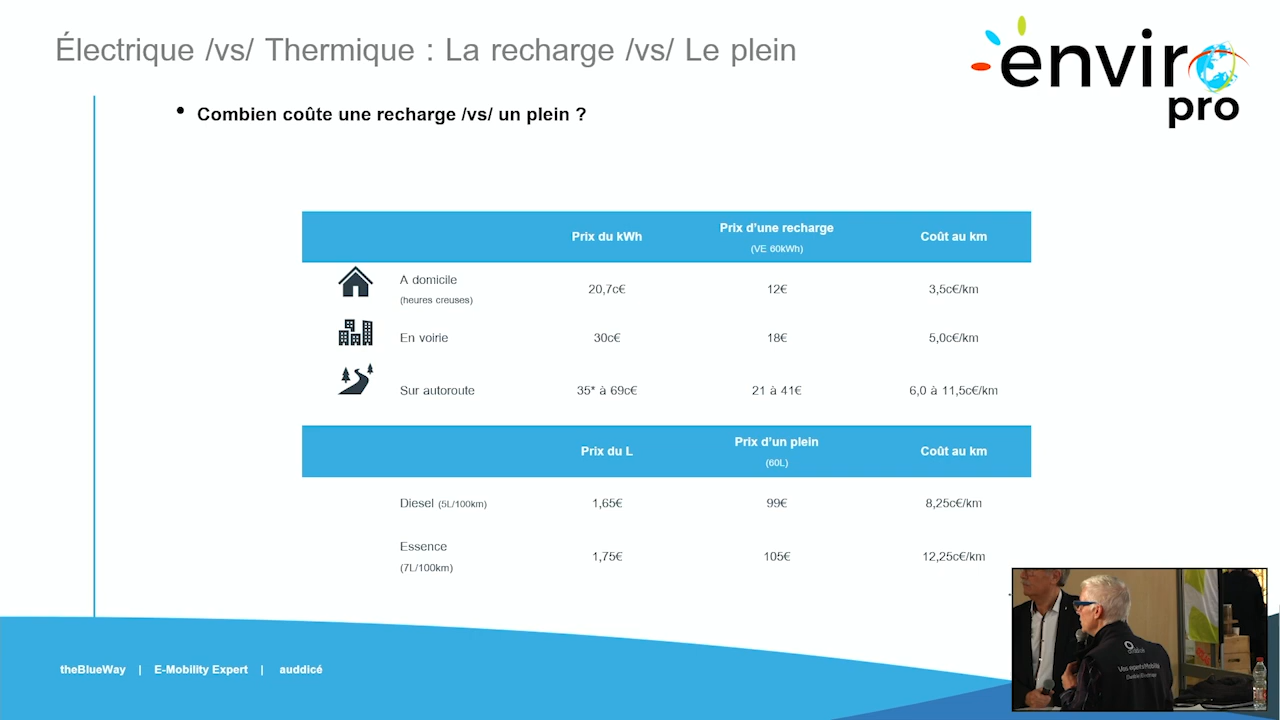 Électrique /vs/ Thermique : La recharge /vs/ Le plein
enviro
pro
• Combien coûte une recharge /vs/ un plein ?
Prix du kWh Prix d'une recharge Coût au km
(VE 60kWh)
A domicile
(heures creuses) 20,7c€ 12€ 3,5c€/km
En voirie 30c€ 18€ 5,0c€/km
Sur autoroute 35* à 69c€ 21 à 41€ 6,0 à 11,5c€/km
Prix du L Prix d'un plein Coût au km
(60L)
Diesel (5L/100km) 1,65€ 99€ 8,25c€/km
Essence
(7L/100km) 1,75€ 105€ 12,25c€/km
theBlueWay | E-Mobility Expert | auddicé